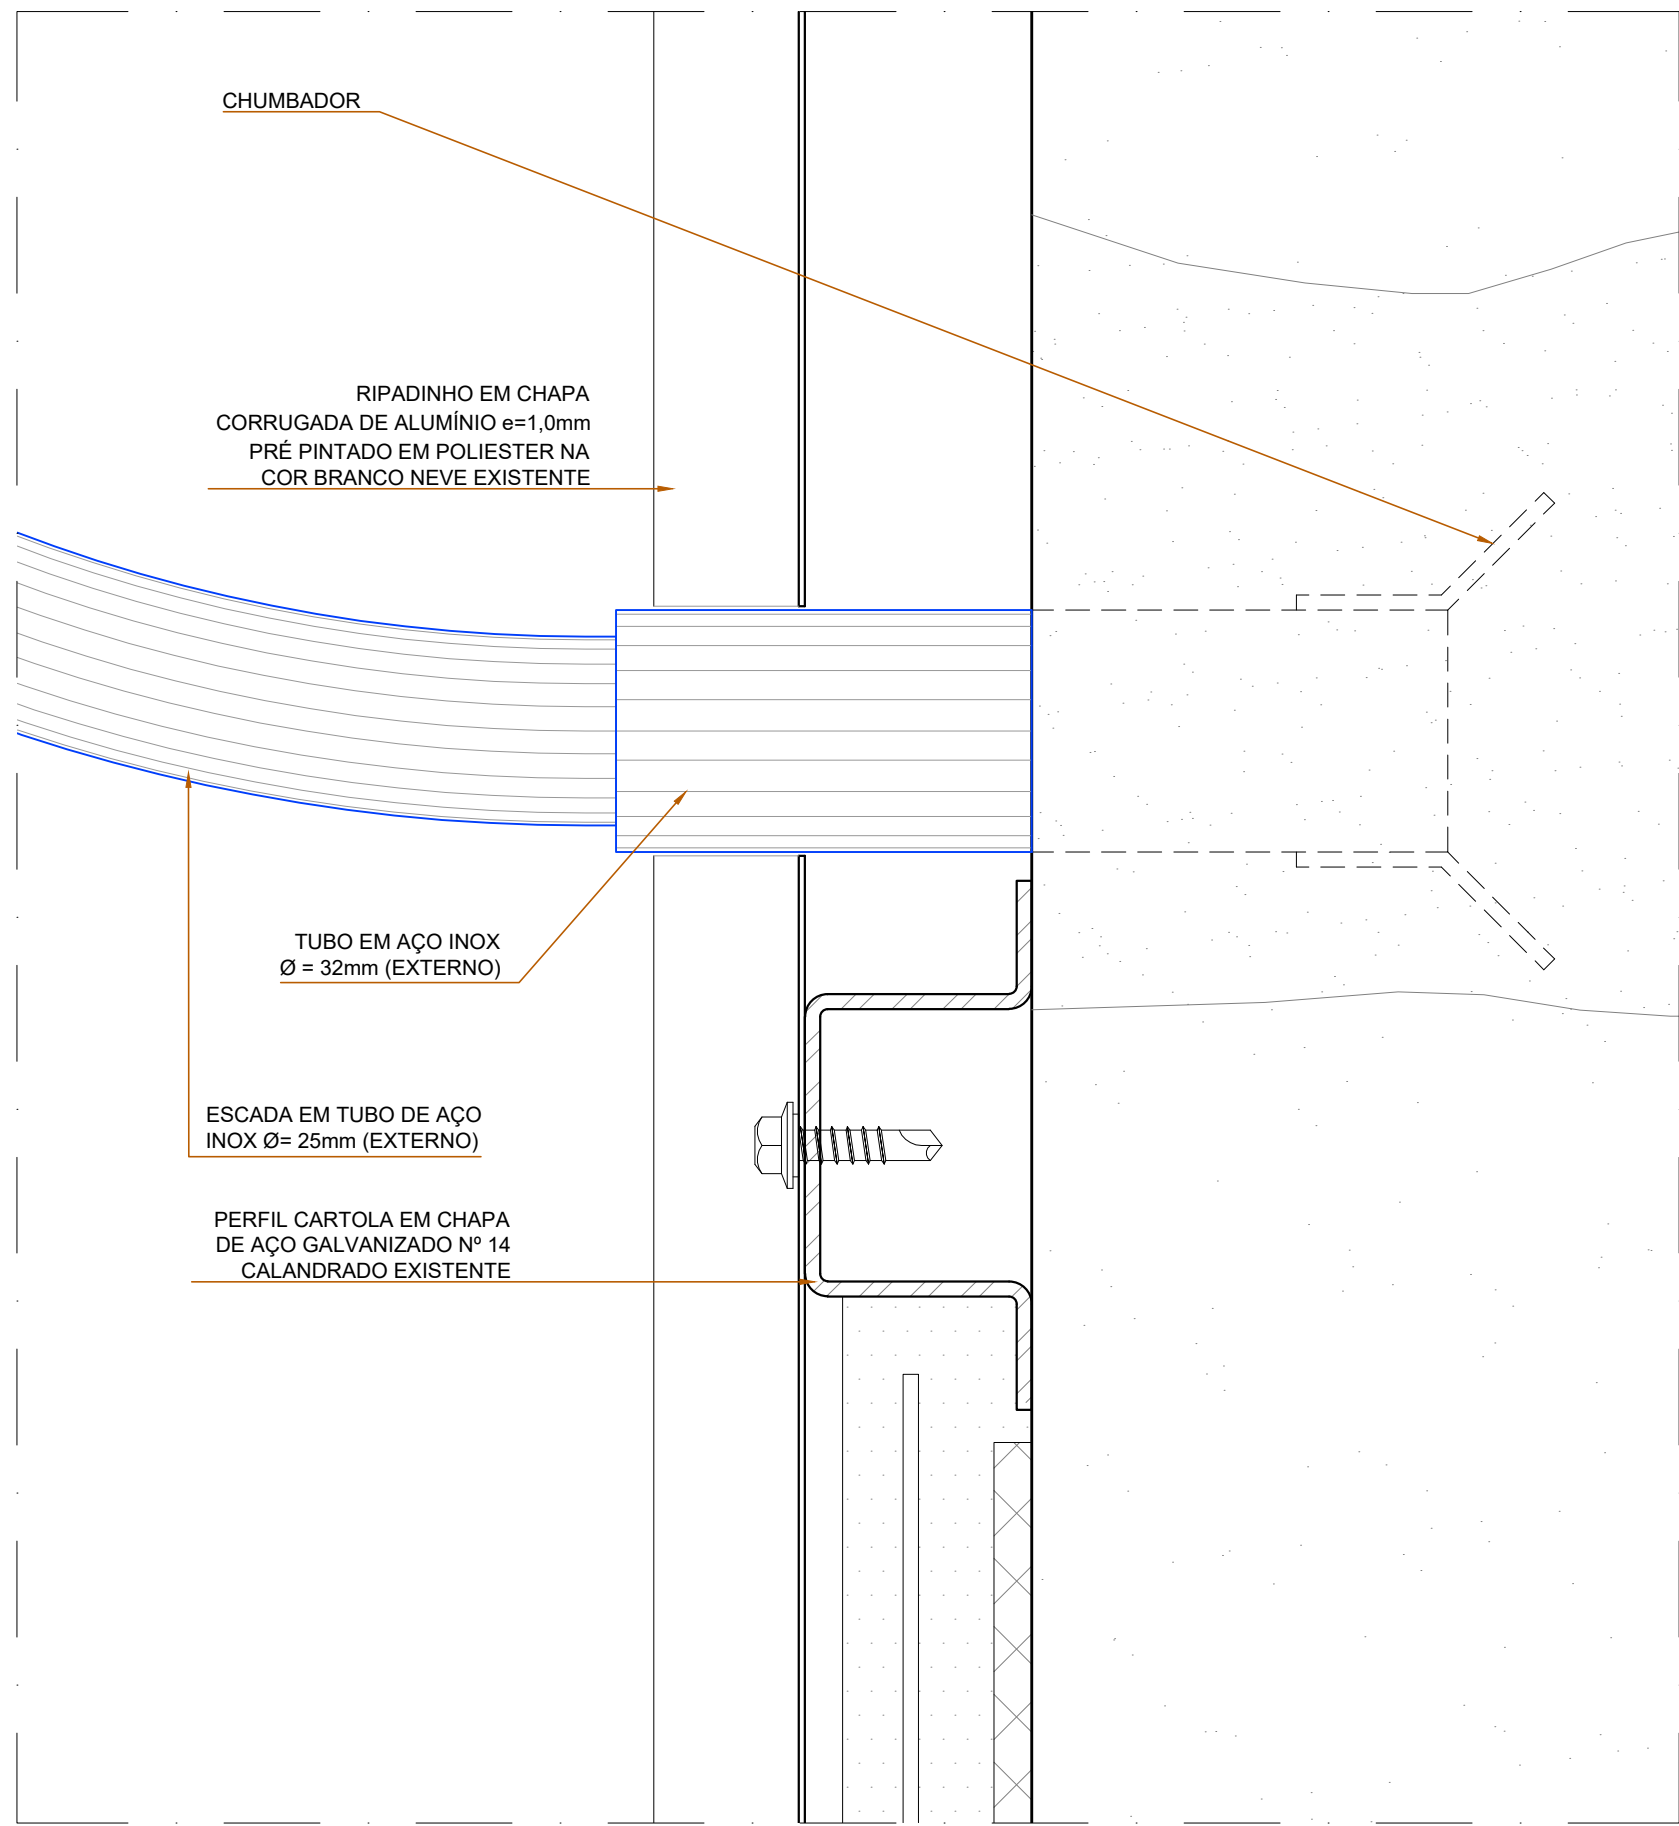 CHUMBADOR
RIPADINHO EM CHAPA
CORRUGADA DE ALUMÍNIO e=1,0mm
PRÉ PINTADO EM POLIESTER NA
COR BRANCO NEVE EXISTENTE
TUBO EM AÇO INOX
Ø = 32mm (EXTERNO)
ESCADA EM TUBO DE AÇO
INOX Ø= 25mm (EXTERNO)
PERFIL CARTOLA EM CHAPA
DE AÇO GALVANIZADO Nº 14
CALANDRADO EXISTENTE